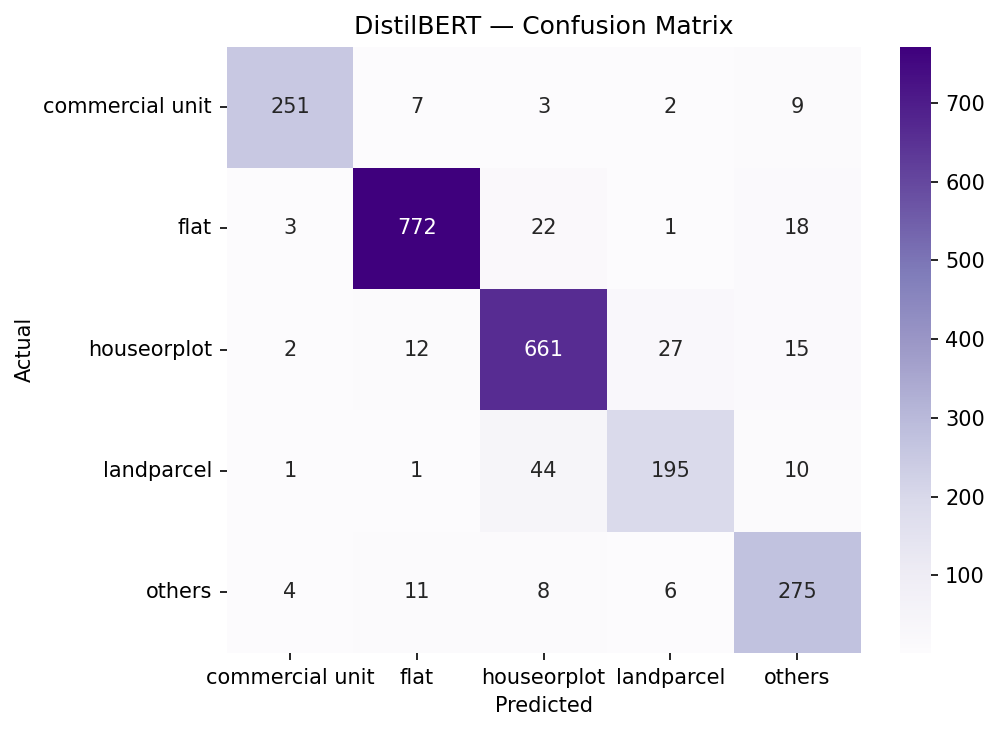 DistilBERT — Confusion Matrix
commercial unit 251 7 3 2 9
flat 3 772 22 1 18
houseorplot 2 12 661 27 15
landparcel 1 1 44 195 10
others 4 11 8 6 275
commercial unit flat houseorplot landparcel others
Predicted
Actual
700
600
500
400
300
200
100